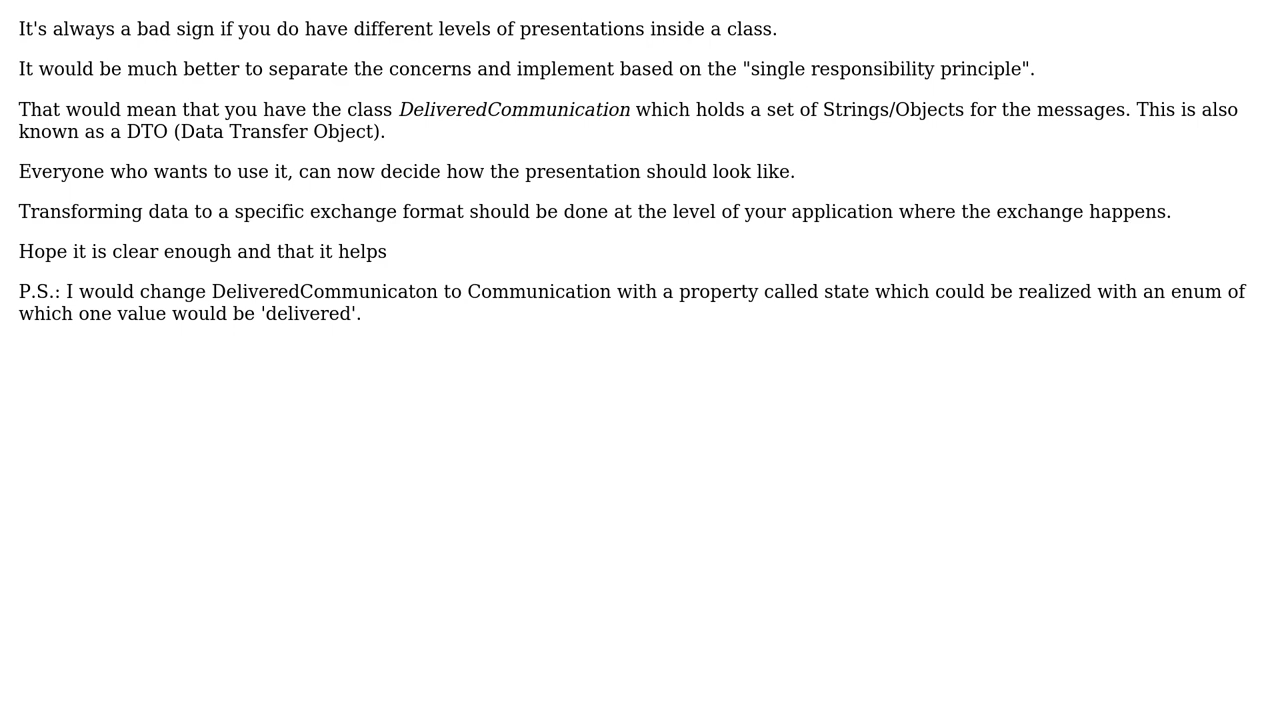 It's always a bad sign if you do have different levels of presentations inside a class.
It would be much better to separate the concerns and implement based on the "single responsibility principle".
That would mean that you have the class DeliveredCommunication which holds a set of Strings/Objects for the messages. This is also
known as a DTO (Data Transfer Object).
Everyone who wants to use it, can now decide how the presentation should look like.
Transforming data to a specific exchange format should be done at the level of your application where the exchange happens.
Hope it is clear enough and that it helps
P.S.: I would change DeliveredCommunicaton to Communication with a property called state which could be realized with an enum of
which one value would be 'delivered'.